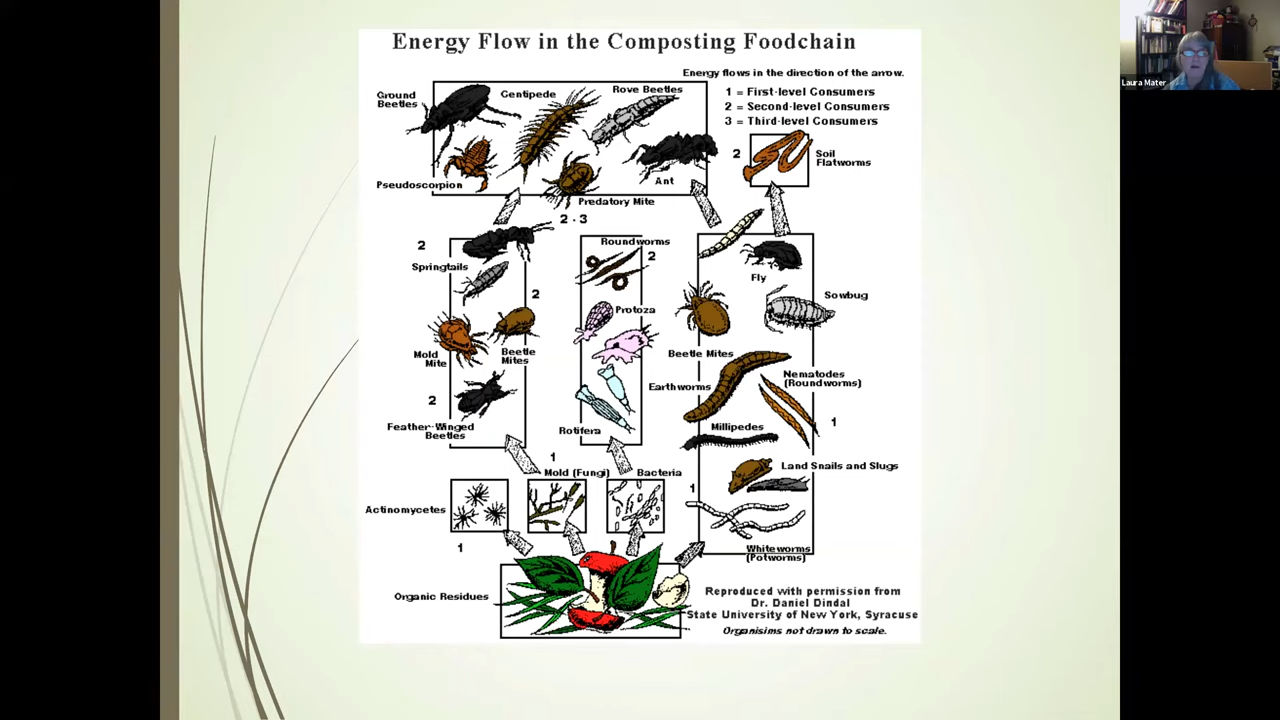 Energy Flow in the Composting Foodchain
Laura Mater
Energy flows in the direction of the arrow.
1 = First-level Consumers
2 = Second-level Consumers
3 = Third-level Consumers
Ground
Beetles
Centipede
Rove Beetles
2
Soil
Flatworms
Pseudoscorpion
Ant
Predatory Mite
2 - 3
2
Springtails
Roundworms
2
Fly
2
Sowbug
Protoza
Mold
Mite
Beetle
Mites
Beetle Mites
Nematodes
(Roundworms)
Earthworms
2
1
Feather-Winged
Beetles
Rotifera
Millipedes
1
Mold (Fungi)
Bacteria
Land Snails and Slugs
1
Actinomycetes
1
Whiteworms
(Potworms)
Organic Residues
Reproduced with permission from
Dr. Daniel Dindal
State University of New York, Syracuse
Organisims not drawn to scale.